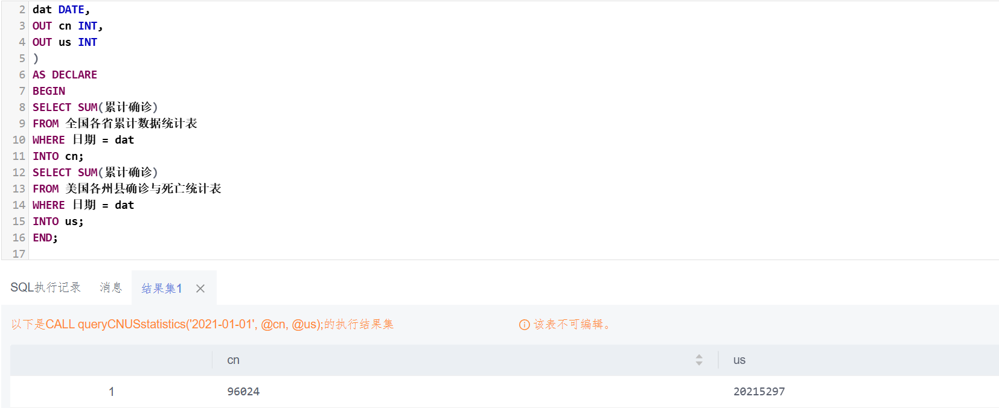 2 dat DATE,
3 OUT cn INT,
4 OUT us INT
5 )
6 AS DECLARE
7 BEGIN
8 SELECT SUM(累计确诊)
9 FROM 全国各省累计数据统计表
10 WHERE 日期 = dat
11 INTO cn;
12 SELECT SUM(累计确诊)
13 FROM 美国各州县确诊与死亡统计表
14 WHERE 日期 = dat
15 INTO us;
16 END;
17
SQL执行记录 消息 结果集1
以下是CALL queryCNUSstatistics('2021-01-01', @cn, @us);的执行结果集 该表不可编辑。
cn us
1 96024 20215297